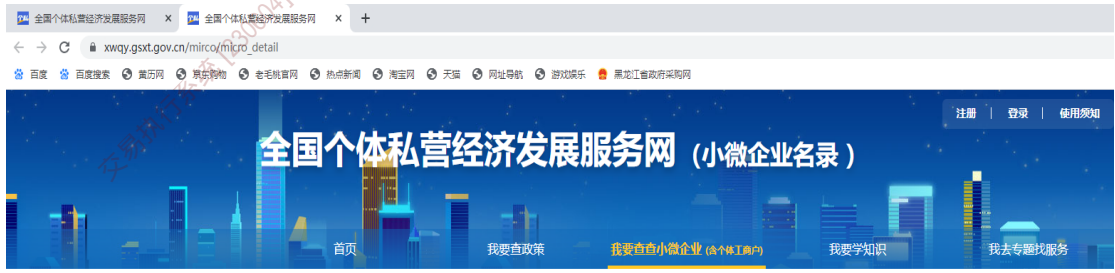 全国个体私营经济发展服务网 × 全国个体私营经济发展服务网 × +
xwqy.gsxt.gov.cn/mirco/micro_detail
百度 百度搜索 黄历网 京东购物 老毛桃官网 热点新闻 淘宝网 天猫 网址导航 游戏娱乐 黑龙江省政府采购网
注册 | 登录 | 使用须知
全国个体私营经济发展服务网 (小微企业名录)
首页 我要查政策 我要查查小微企业 (含个体工商户) 我要学知识 我去专题找服务
交易执行系统[230004]